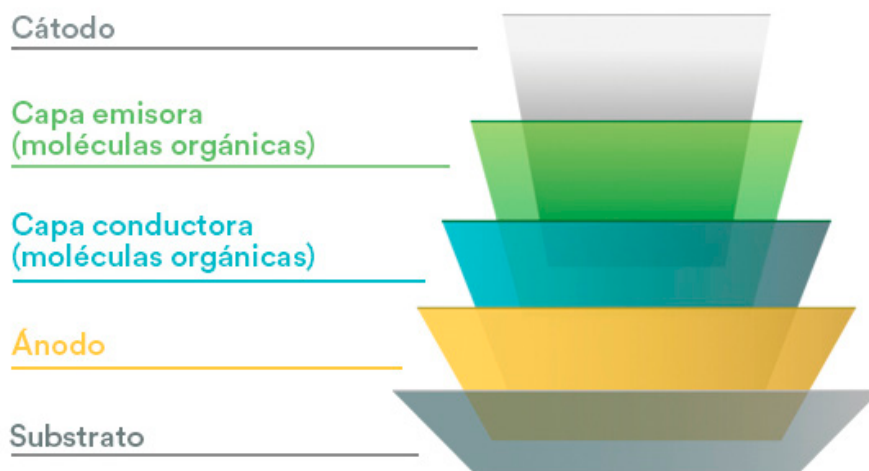 Cátodo
Capa emisora
(moléculas orgánicas)
Capa conductora
(moléculas orgánicas)
Ánodo
Substrato